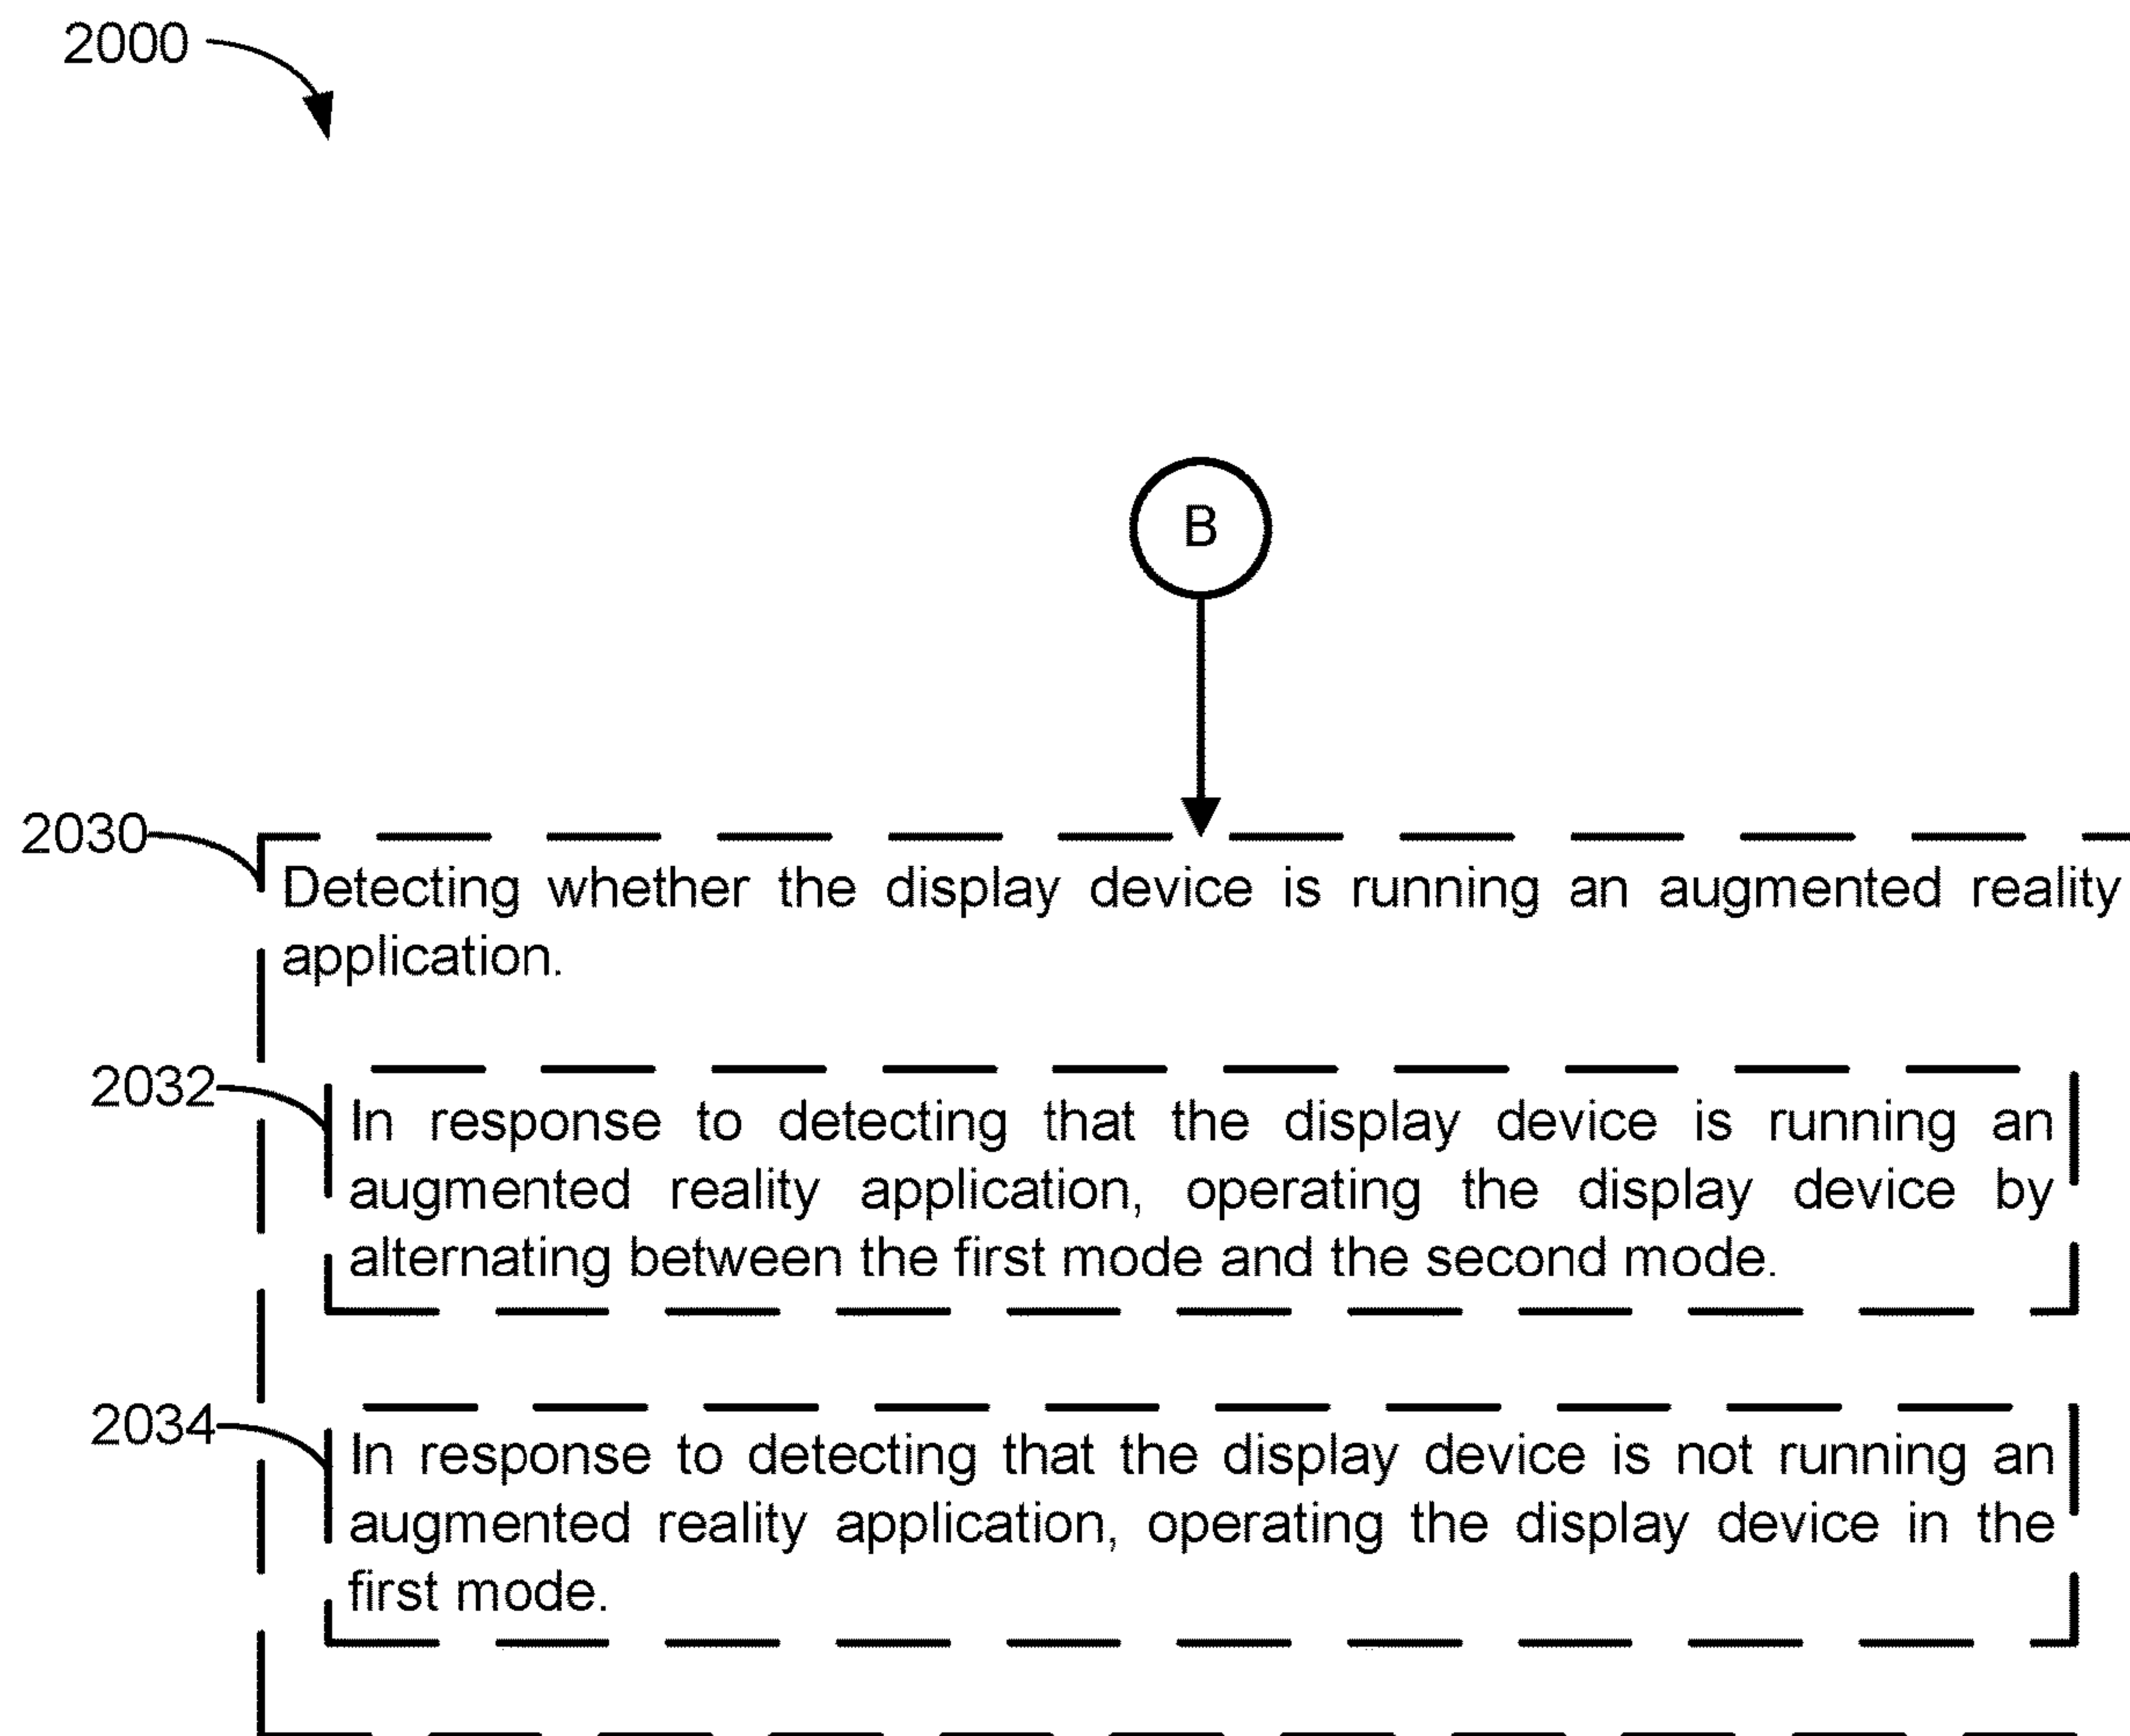 2000
B
2030
Detecting whether the display device is running an augmented reality
application.
2032
In response to detecting that the display device is running an
augmented reality application, operating the display device by
alternating between the first mode and the second mode.
2034
In response to detecting that the display device is not running an
augmented reality application, operating the display device in the
first mode.